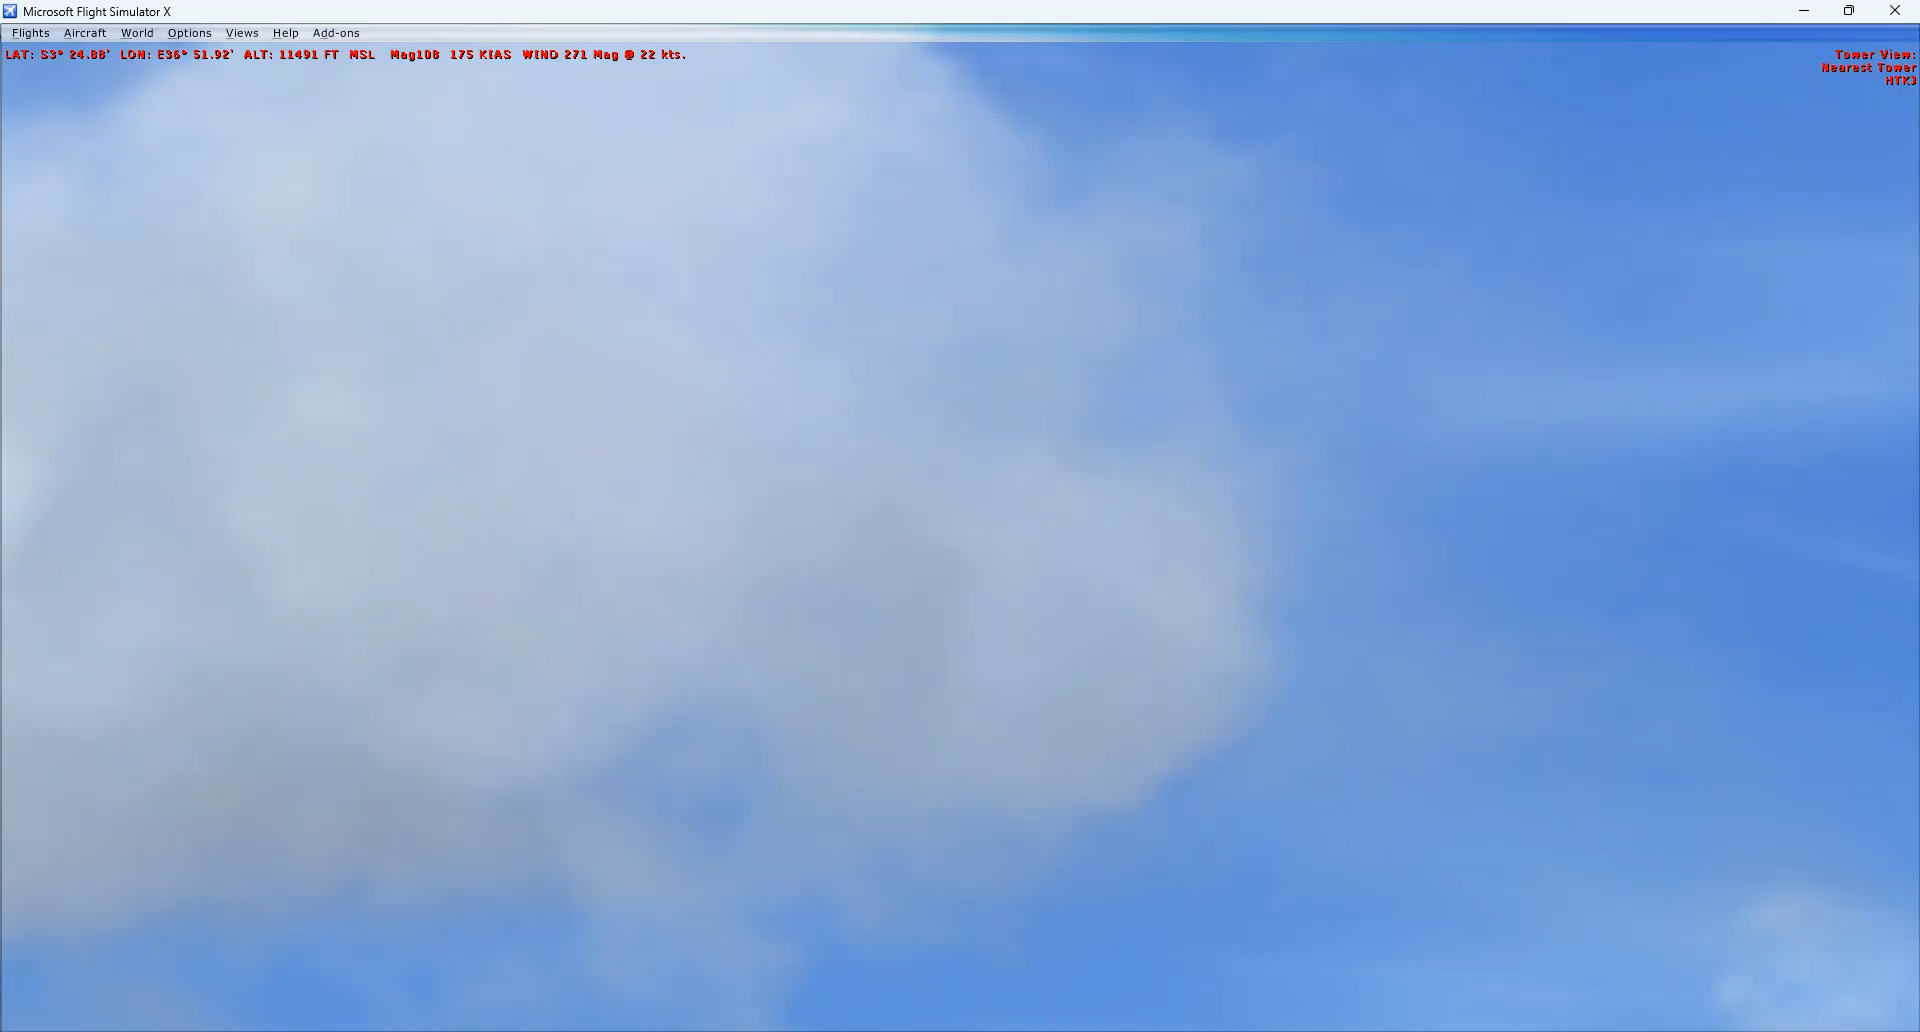 Microsoft Flight Simulator X
Flights Aircraft World Options Views Help Add-ons
LAT: S3° 24.88' LON: E36° 51.92' ALT: 11491 FT MSL Mag108 175 KIAS WIND 271 Mag @ 22 kts.
Tower View:
Nearest Tower
HTKJ